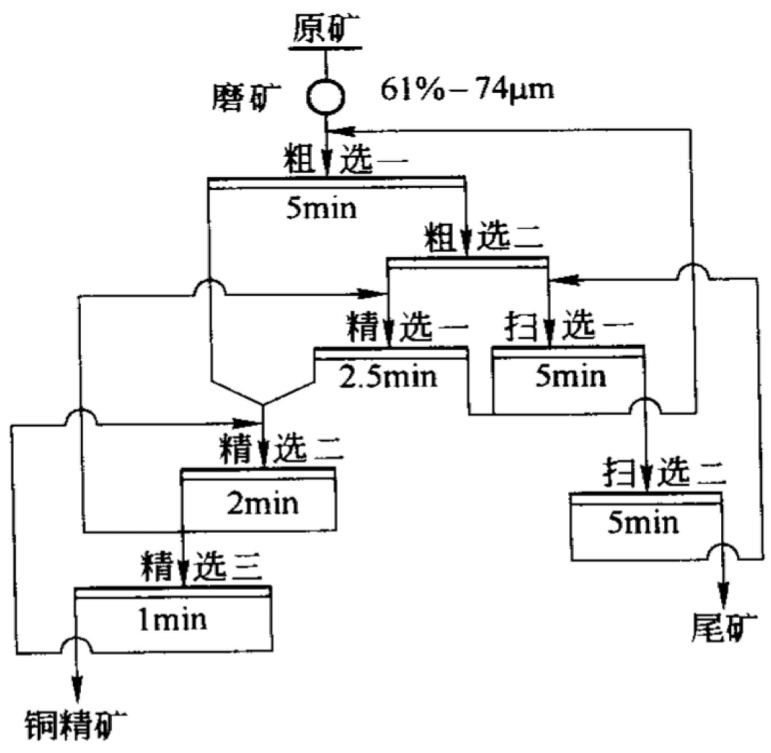 原矿
磨矿 61%-74μm
粗选一
5min
粗选二
精选一 扫选一
2.5min 5min
精选二 扫选二
2min 5min
精选三
1min 尾矿
铜精矿